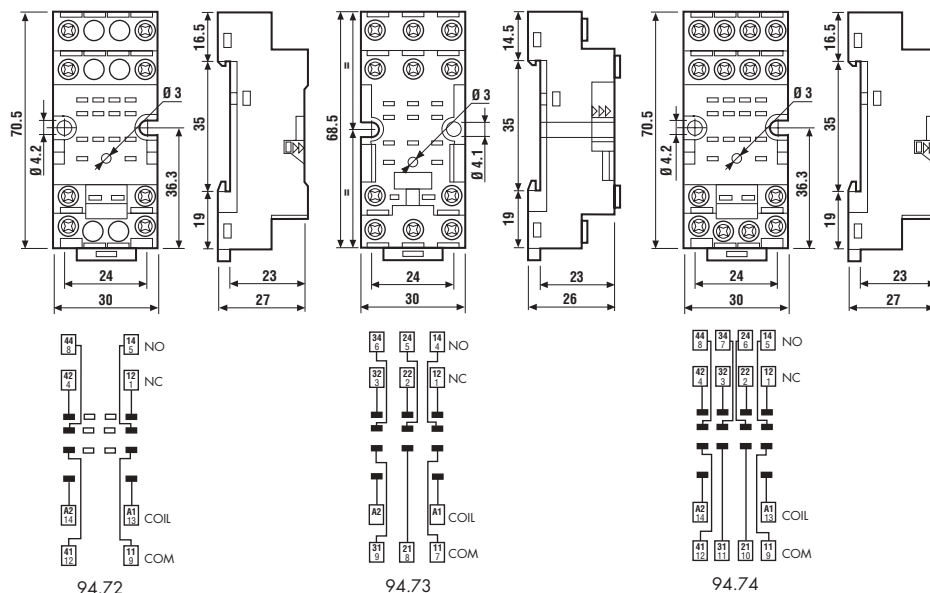 70.5
Ø 4.2
Ø 3
36.3
24
30
16.5
35
19
23
27
68.5
=
=
Ø 3
Ø 4.1
24
30
14.5
35
19
23
26
70.5
Ø 4.2
Ø 3
36.3
24
30
16.5
35
19
23
27
44 8
14 5
NO
42 4
12 1
NC
A2 14
A1 13
COIL
41 12
11 9
COM
94.72
34 6
24 5
14 4
NO
32 3
22 2
12 1
NC
A2
A1
COIL
31 9
21 8
11 7
COM
94.73
44 8
34 7
24 6
14 5
NO
42 4
32 3
22 2
12 1
NC
A2 14
A1 13
COIL
41 12
31 11
21 10
11 9
COM
94.74